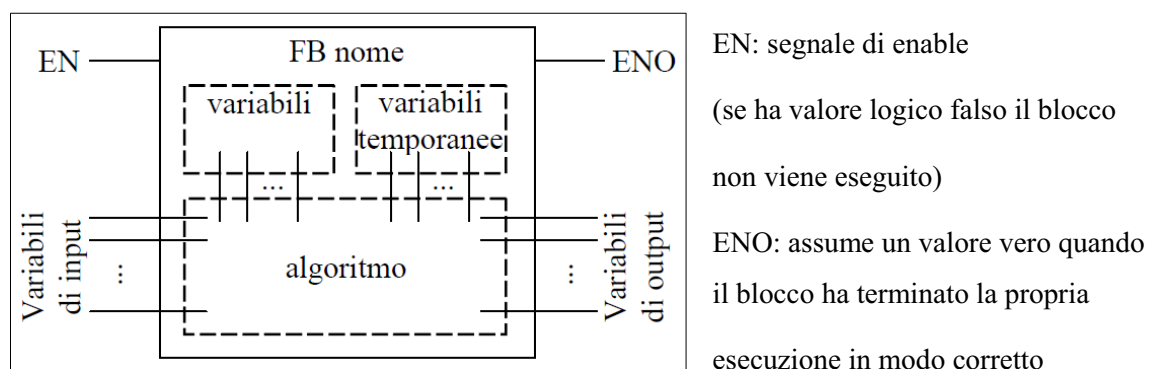 EN
FB nome
ENO
variabili
variabili
temporanee
...
...
Variabili
di input
...
algoritmo
...
Variabili
di output
EN: segnale di enable
(se ha valore logico falso il blocco
non viene eseguito)
ENO: assume un valore vero quando
il blocco ha terminato la propria
esecuzione in modo corretto